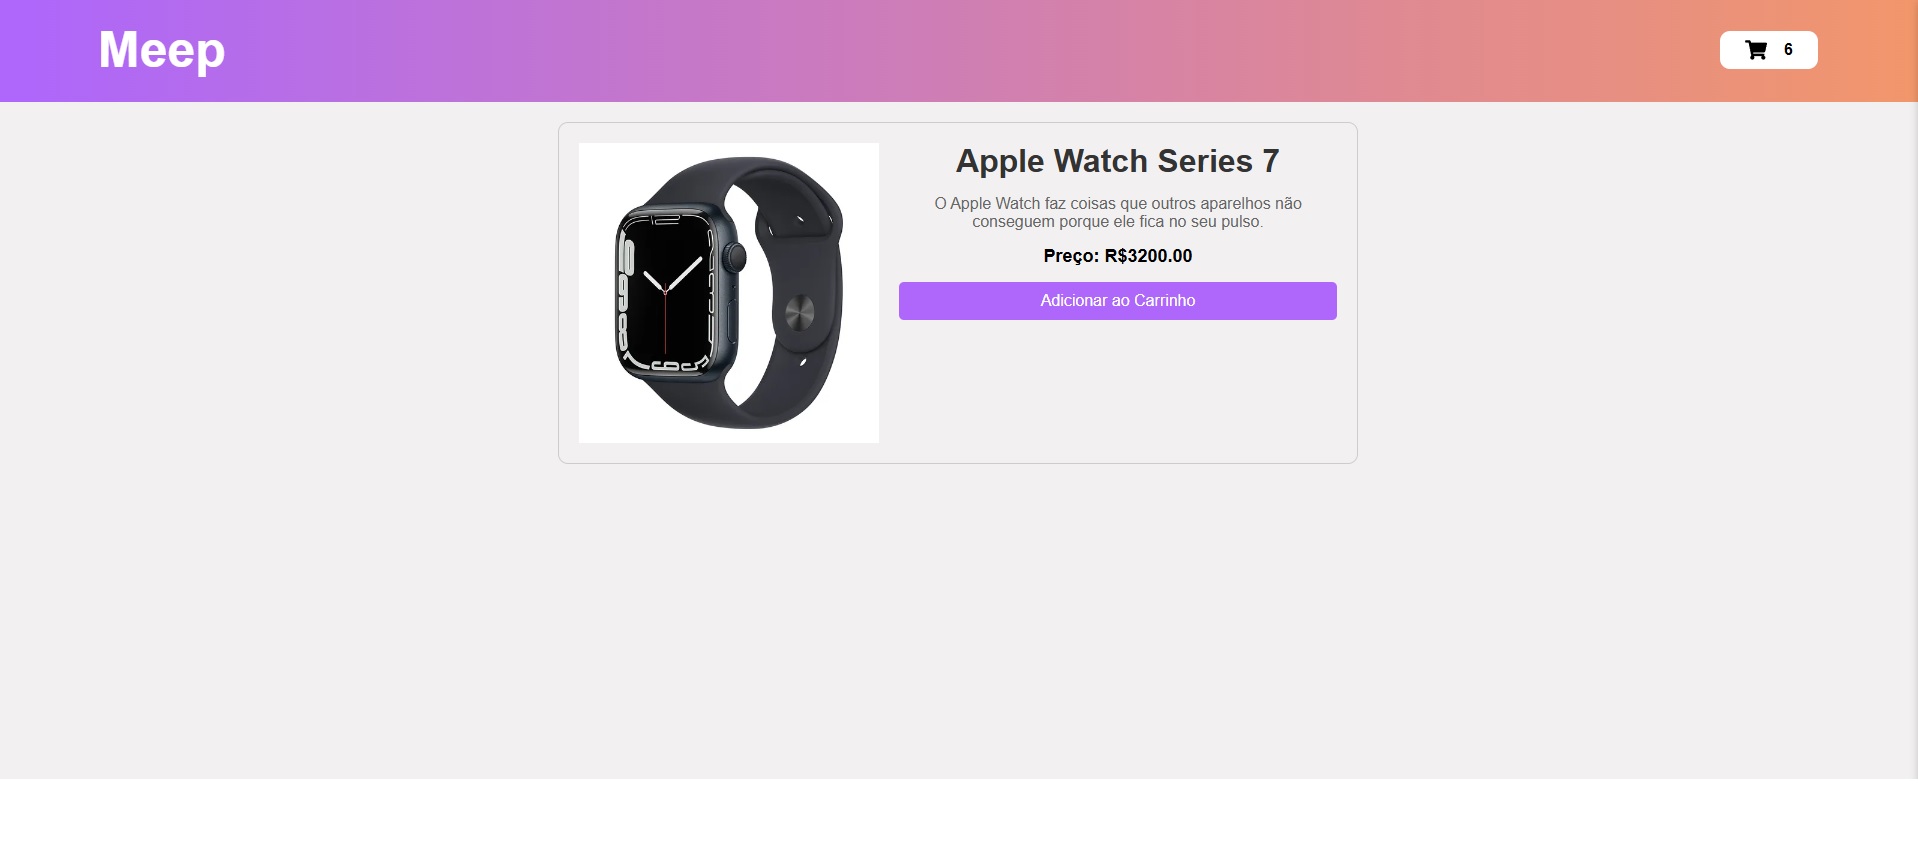 Meep
6
Apple Watch Series 7
O Apple Watch faz coisas que outros aparelhos não
conseguem porque ele fica no seu pulso.
Preço: R$3200.00
Adicionar ao Carrinho